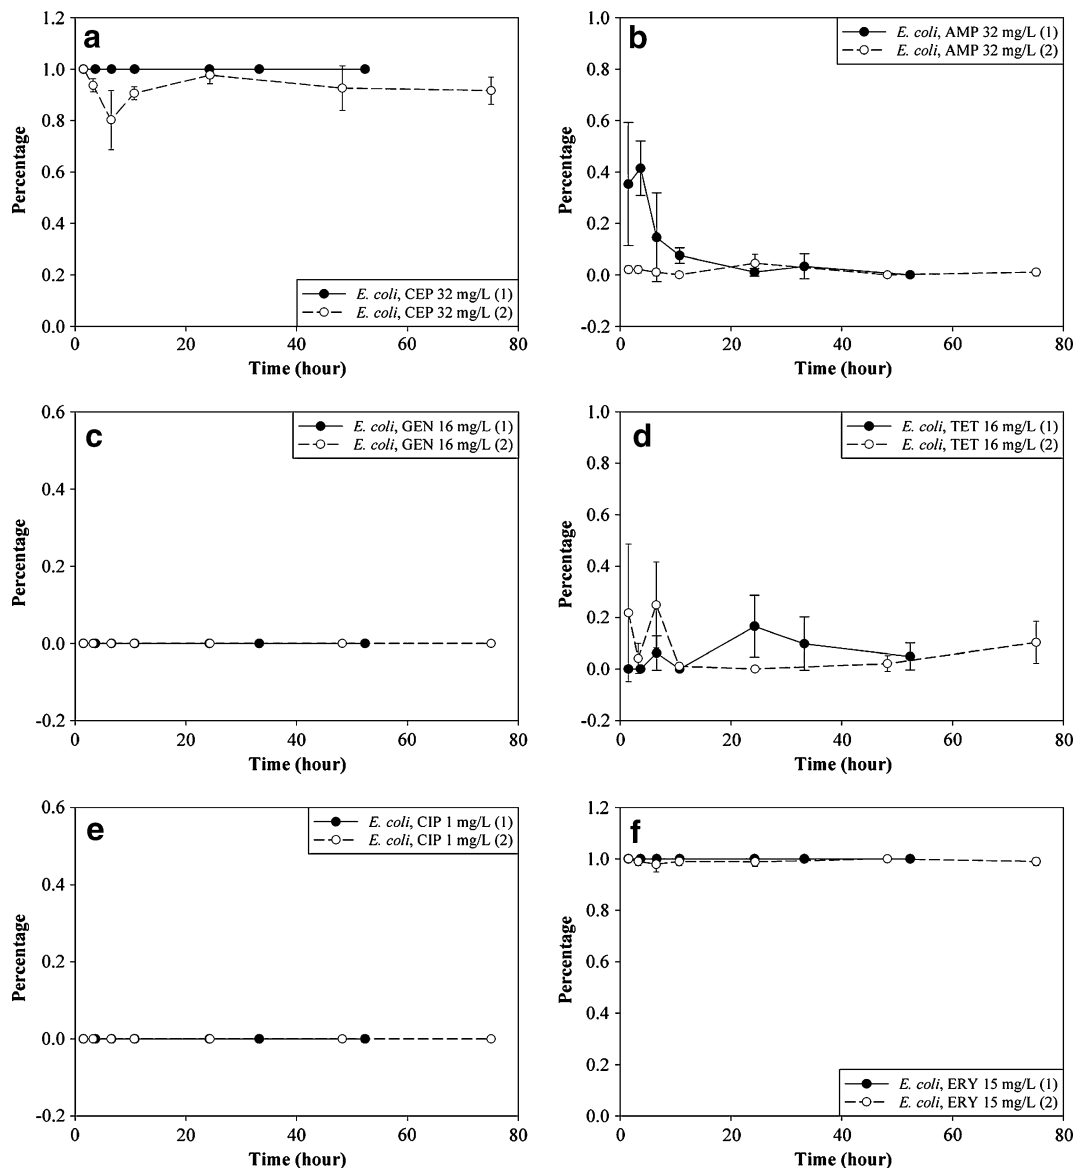 a
1.2
1.0
0.8
0.6
0.4
0.2
0.0
Percentage
E. coli, CEP 32 mg/L (1)
E. coli, CEP 32 mg/L (2)
0 20 40 60 80
Time (hour)
b
1.0
0.8
0.6
0.4
0.2
0.0
-0.2
Percentage
E. coli, AMP 32 mg/L (1)
E. coli, AMP 32 mg/L (2)
0 20 40 60 80
Time (hour)
c
0.6
0.4
0.2
0.0
-0.2
Percentage
E. coli, GEN 16 mg/L (1)
E. coli, GEN 16 mg/L (2)
0 20 40 60 80
Time (hour)
d
1.0
0.8
0.6
0.4
0.2
0.0
-0.2
Percentage
E. coli, TET 16 mg/L (1)
E. coli, TET 16 mg/L (2)
0 20 40 60 80
Time (hour)
e
0.6
0.4
0.2
0.0
-0.2
Percentage
E. coli, CIP 1 mg/L (1)
E. coli, CIP 1 mg/L (2)
0 20 40 60 80
Time (hour)
f
1.2
1.0
0.8
0.6
0.4
0.2
0.0
Percentage
E. coli, ERY 15 mg/L (1)
E. coli, ERY 15 mg/L (2)
0 20 40 60 80
Time (hour)